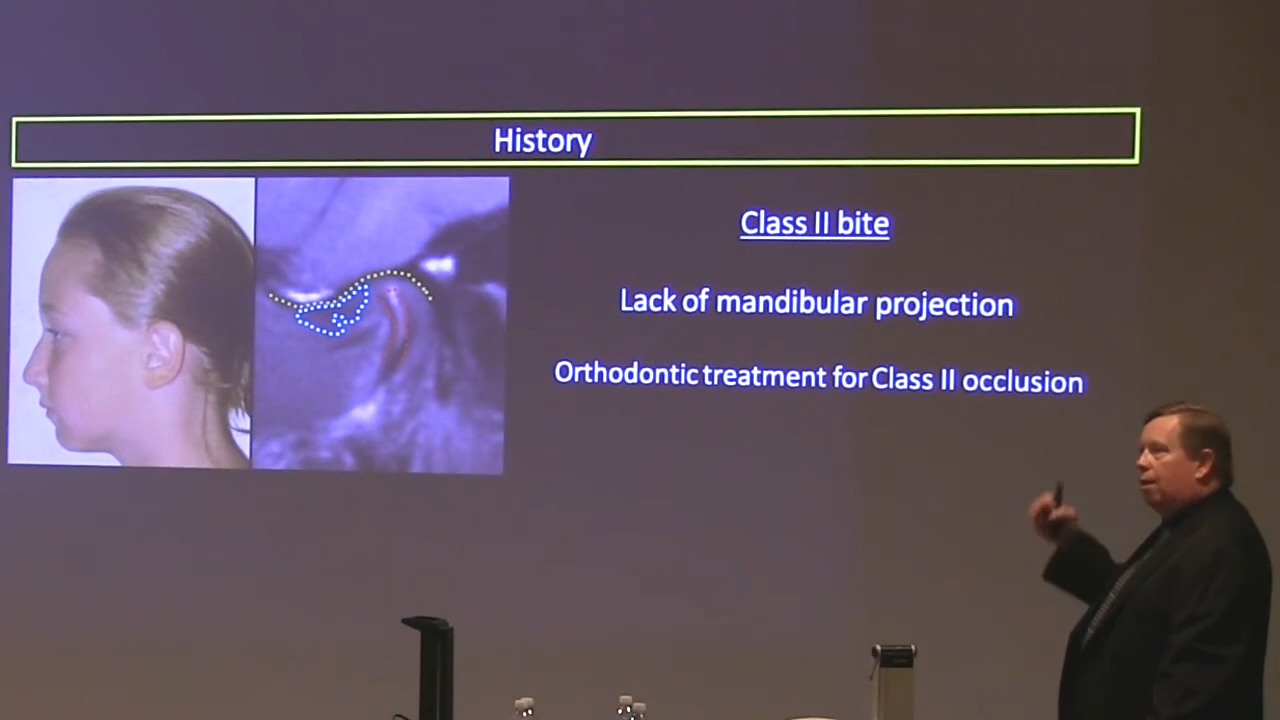 History
Class II bite
Lack of mandibular projection
Orthodontic treatment for Class II occlusion